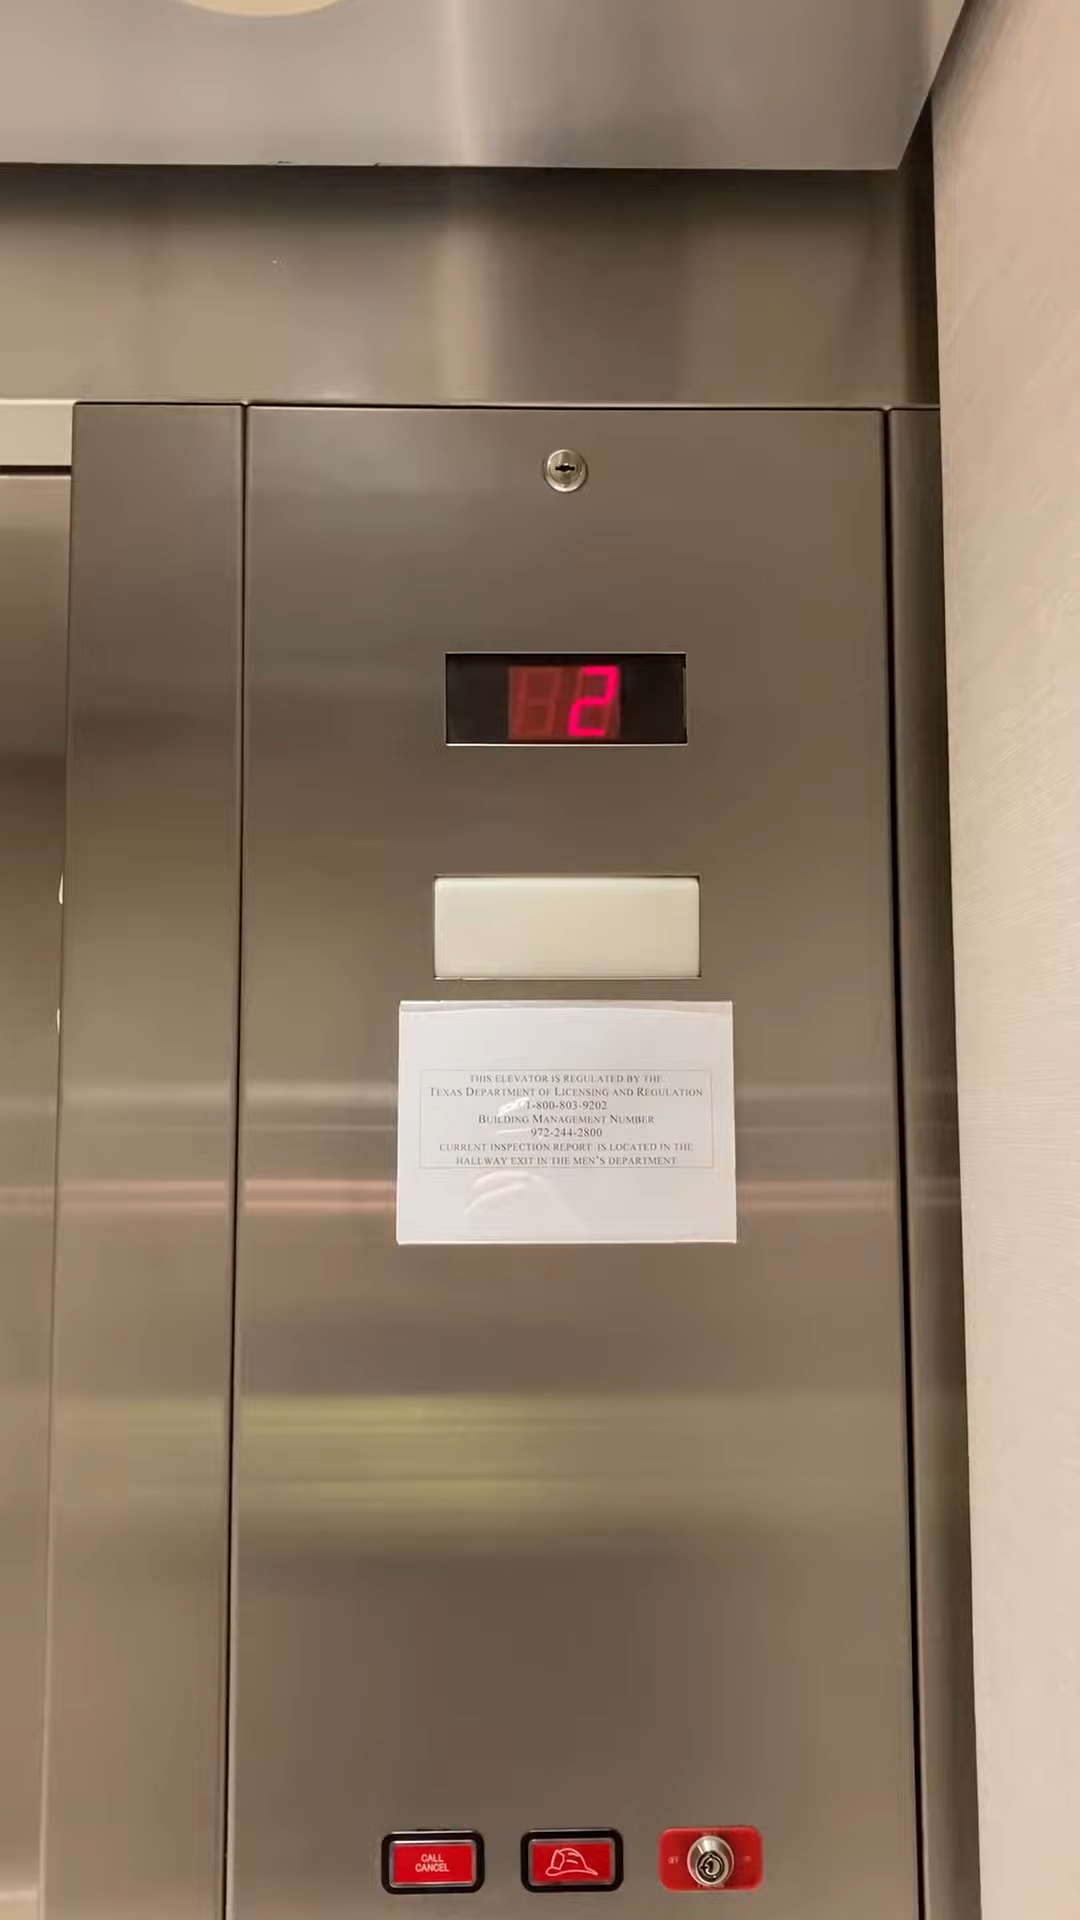 2
THIS ELEVATOR IS REGULATED BY THE
TEXAS DEPARTMENT OF LICENSING AND REGULATION
1-800-803-9202
BUILDING MANAGEMENT NUMBER
972-244-2800
CURRENT INSPECTION REPORT IS LOCATED IN THE
HALLWAY EXIT IN THE MEN'S DEPARTMENT
CALL
CANCEL
OFF